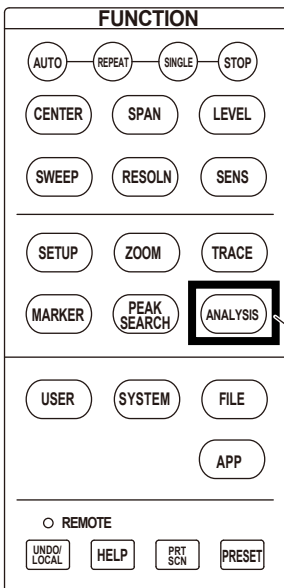 FUNCTION
AUTO REPEAT SINGLE STOP
CENTER SPAN LEVEL
SWEEP RESOLN SENS
SETUP ZOOM TRACE
MARKER PEAK SEARCH ANALYSIS
USER SYSTEM FILE
APP
REMOTE
UNDO/ LOCAL HELP PRT SCN PRESET